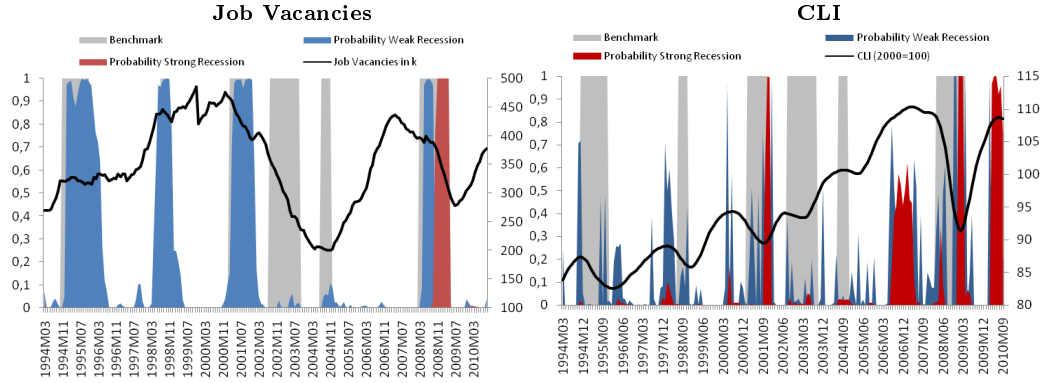 Job Vacancies
Benchmark
Probability Weak Recession
Probability Strong Recession
Job Vacancies in k
1
0,9
0,8
0,7
0,6
0,5
0,4
0,3
0,2
0,1
0
500
450
400
350
300
250
200
150
100
1994M03
1994M11
1995M07
1996M03
1996M11
1997M07
1998M03
1998M11
1999M07
2000M03
2000M11
2001M07
2002M03
2002M11
2003M07
2004M03
2004M11
2005M07
2006M03
2006M11
2007M07
2008M03
2008M11
2009M07
2010M03
CLI
Benchmark
Probability Weak Recession
Probability Strong Recession
CLI (2000=100)
1
0,9
0,8
0,7
0,6
0,5
0,4
0,3
0,2
0,1
0
115
110
105
100
95
90
85
80
1994M03
1994M12
1995M09
1996M06
1997M03
1997M12
1998M09
1999M06
2000M03
2000M12
2001M09
2002M06
2003M03
2003M12
2004M09
2005M06
2006M03
2006M12
2007M09
2008M06
2009M03
2009M12
2010M09